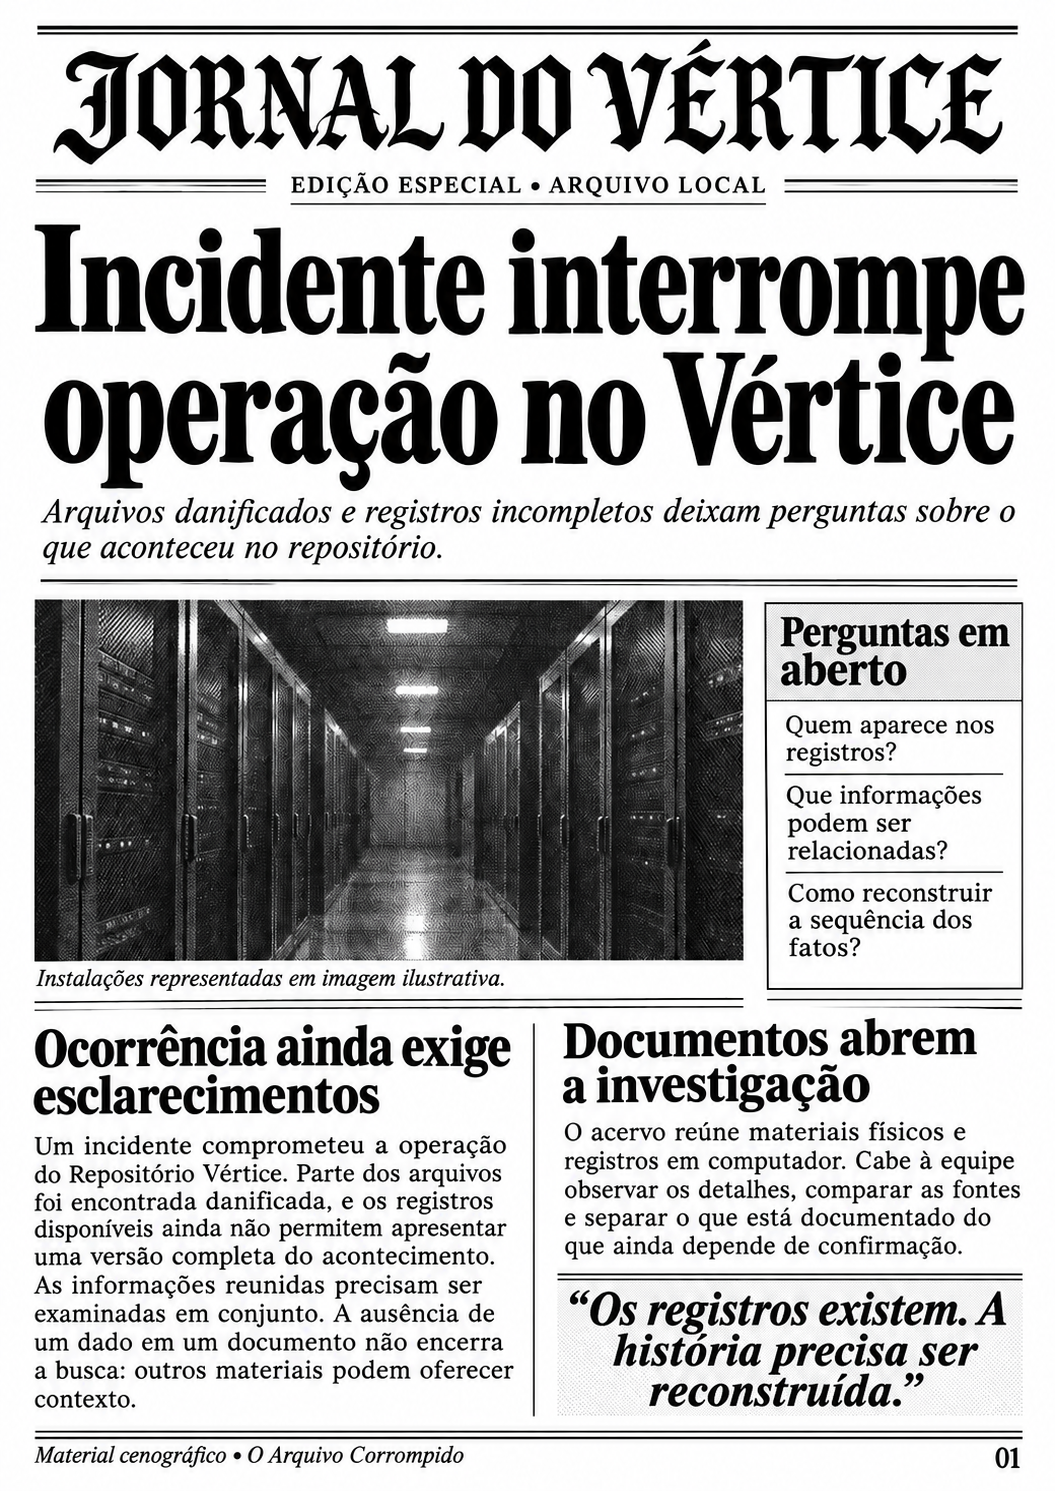 JORNAL DO VÉRTICE
EDIÇÃO ESPECIAL • ARQUIVO LOCAL
Incidente interrompe
operação no Vértice
Arquivos danificados e registros incompletos deixam perguntas sobre o
que aconteceu no repositório.
Perguntas em
aberto
Quem aparece nos
registros?
Que informações
podem ser
relacionadas?
Como reconstruir
a sequência dos
fatos?
Instalações representadas em imagem ilustrativa.
Ocorrência ainda exige
esclarecimentos
Um incidente comprometeu a operação
do Repositório Vértice. Parte dos arquivos
foi encontrada danificada, e os registros
disponíveis ainda não permitem apresentar
uma versão completa do acontecimento.
As informações reunidas precisam ser
examinadas em conjunto. A ausência de
um dado em um documento não encerra
a busca: outros materiais podem oferecer
contexto.
Documentos abrem
a investigação
O acervo reúne materiais físicos e
registros em computador. Cabe à equipe
observar os detalhes, comparar as fontes
e separar o que está documentado do
que ainda depende de confirmação.
“Os registros existem. A
história precisa ser
reconstruída.”
Material cenográfico • O Arquivo Corrompido
01